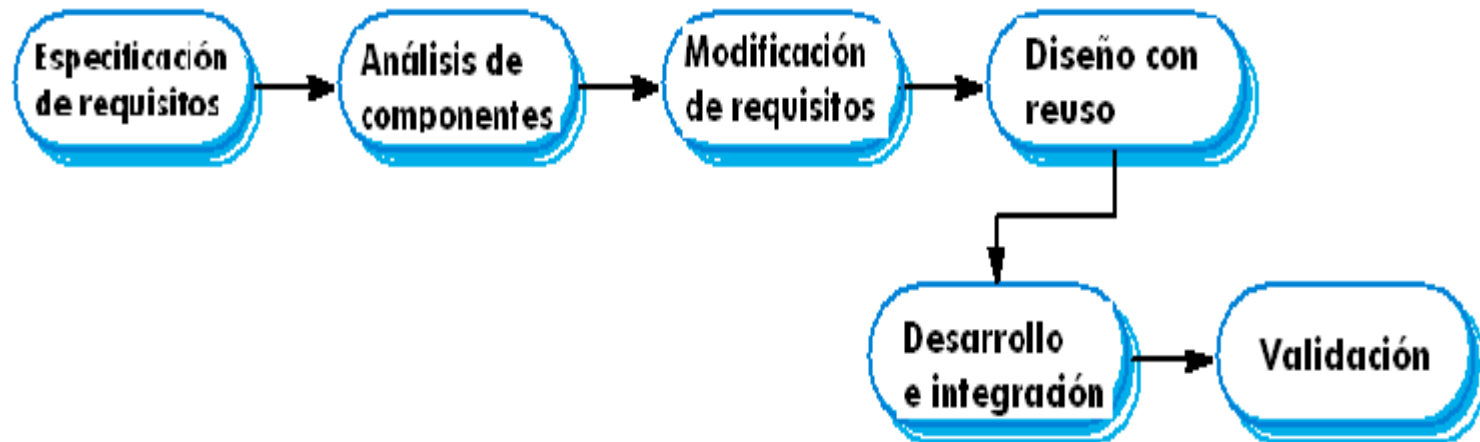 Especificación
de requisitos
Análisis de
componentes
Modificación
de requisitos
Diseño con
reuso
Desarrollo
e integración
Validación